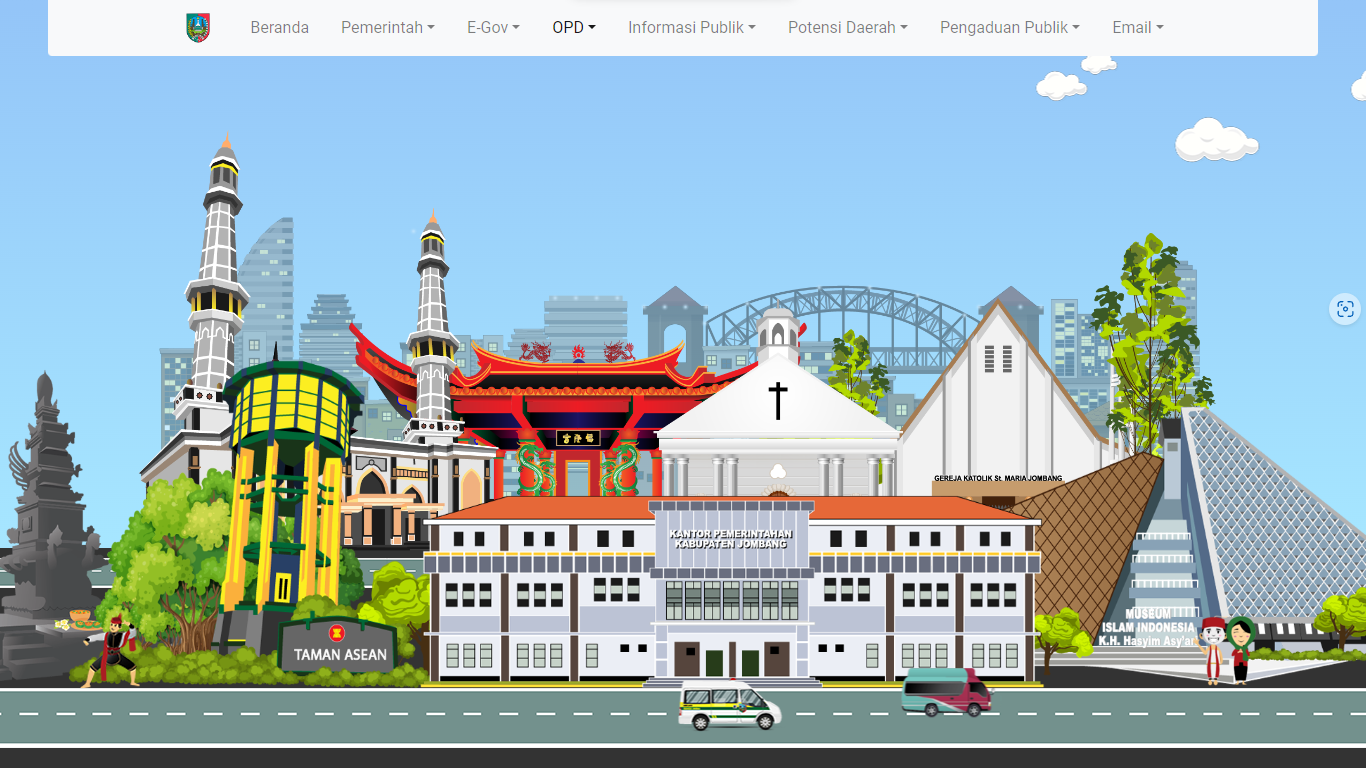 Beranda
Pemerintah
E-Gov
OPD
Informasi Publik
Potensi Daerah
Pengaduan Publik
Email
GEREJA KATOLIK St. MARIA JOMBANG
KANTOR PEMERINTAHAN
KABUPATEN JOMBANG
MUSEUM
ISLAM INDONESIA
K.H. Hasyim Asy'ari
TAMAN ASEAN